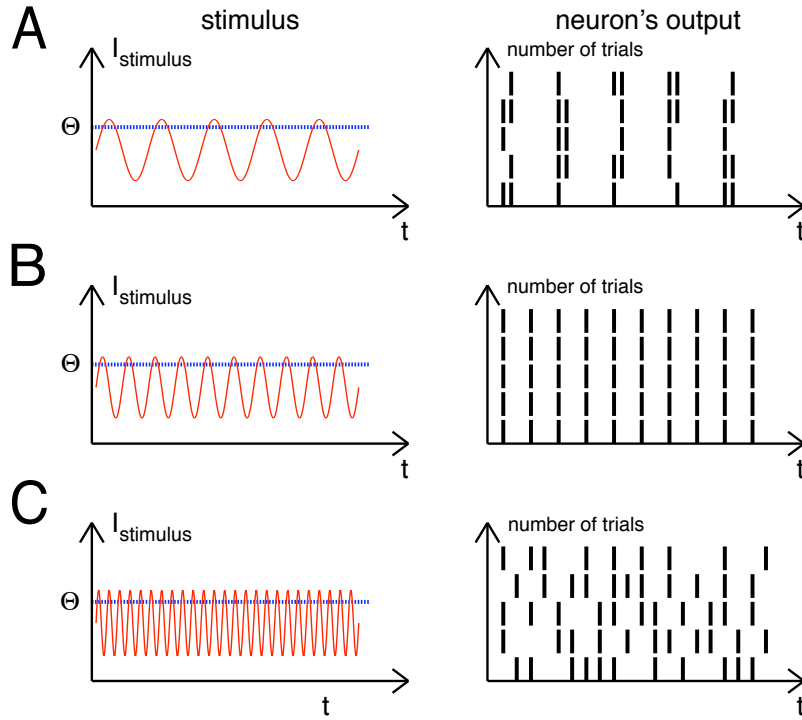 stimulus
neuron's output
A
I_stimulus
number of trials
Θ
t
t
B
I_stimulus
number of trials
Θ
t
t
C
I_stimulus
number of trials
Θ
t
t